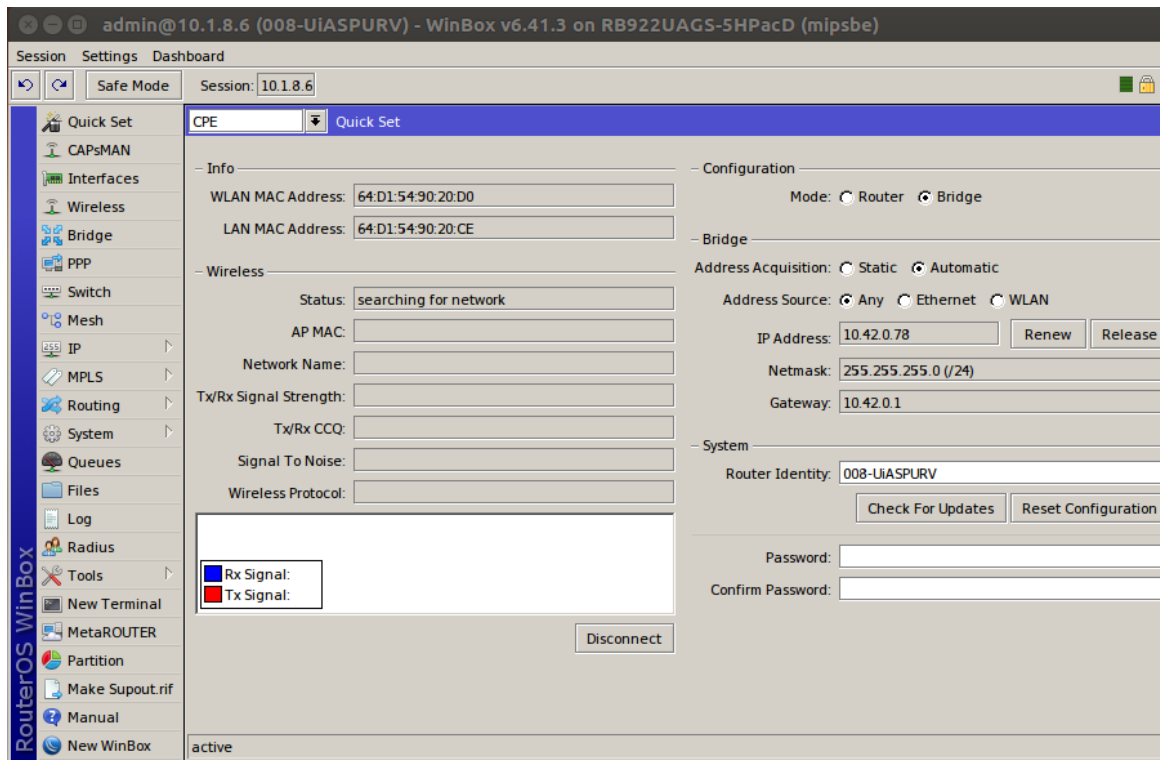 admin@10.1.8.6 (008-UiASPURV) - WinBox v6.41.3 on RB922UAGS-5HPacD (mipsbe)
Session Settings Dashboard
Safe Mode Session: 10.1.8.6
RouterOS WinBox
Quick Set
CAPsMAN
Interfaces
Wireless
Bridge
PPP
Switch
Mesh
IP
MPLS
Routing
System
Queues
Files
Log
Radius
Tools
New Terminal
MetaROUTER
Partition
Make Supout.rif
Manual
New WinBox
CPE Quick Set
Info
WLAN MAC Address: 64:D1:54:90:20:D0
LAN MAC Address: 64:D1:54:90:20:CE
Wireless
Status: searching for network
AP MAC:
Network Name:
Tx/Rx Signal Strength:
Tx/Rx CCQ:
Signal To Noise:
Wireless Protocol:
Rx Signal:
Tx Signal:
Disconnect
Configuration
Mode: Router Bridge
Bridge
Address Acquisition: Static Automatic
Address Source: Any Ethernet WLAN
IP Address: 10.42.0.78 Renew Release
Netmask: 255.255.255.0 (/24)
Gateway: 10.42.0.1
System
Router Identity: 008-UiASPURV
Check For Updates Reset Configuration
Password:
Confirm Password:
active